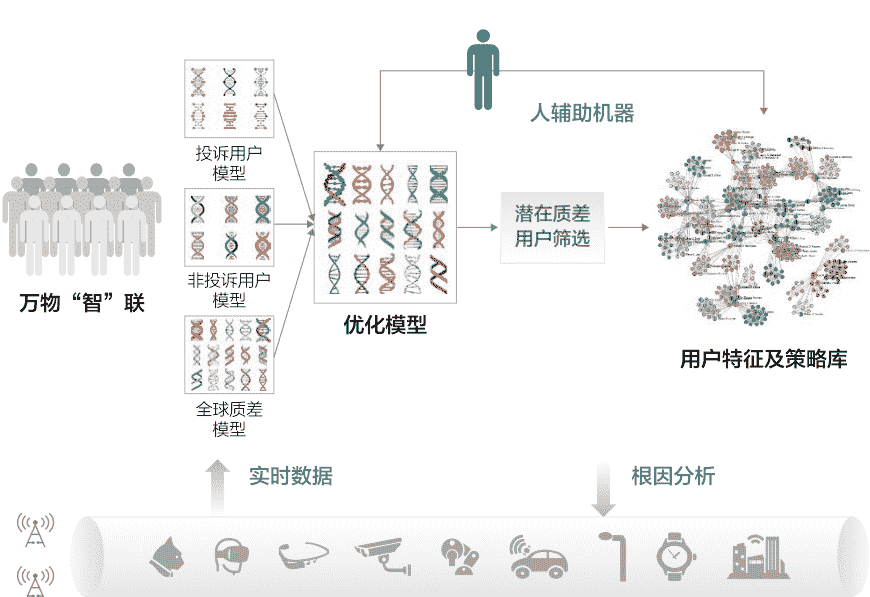 人辅助机器
投诉用户
模型
潜在质差
用户筛选
非投诉用户
模型
万物“智”联
优化模型
用户特征及策略库
全球质差
模型
实时数据
根因分析